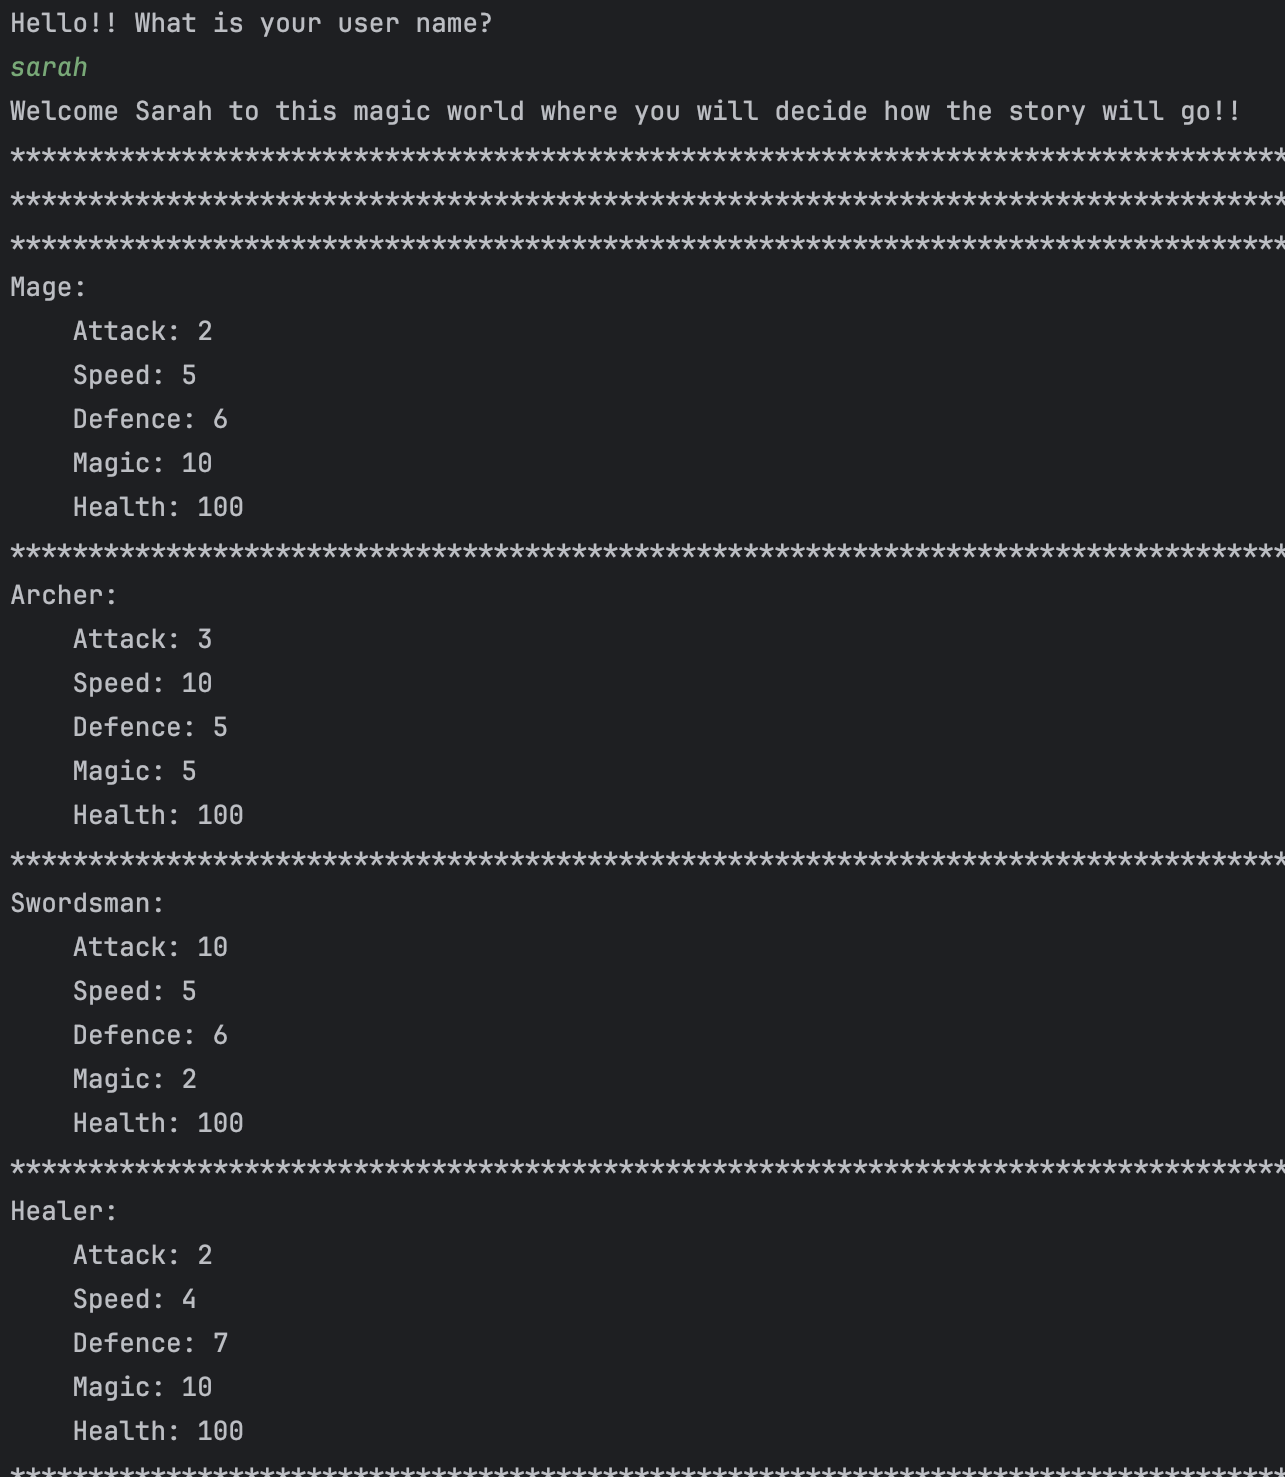 Hello!! What is your user name?
sarah
Welcome Sarah to this magic world where you will decide how the story will go!!
**********************************************************************************
**********************************************************************************
**********************************************************************************
Mage:
    Attack: 2
    Speed: 5
    Defence: 6
    Magic: 10
    Health: 100
**********************************************************************************
Archer:
    Attack: 3
    Speed: 10
    Defence: 5
    Magic: 5
    Health: 100
**********************************************************************************
Swordsman:
    Attack: 10
    Speed: 5
    Defence: 6
    Magic: 2
    Health: 100
**********************************************************************************
Healer:
    Attack: 2
    Speed: 4
    Defence: 7
    Magic: 10
    Health: 100
**********************************************************************************